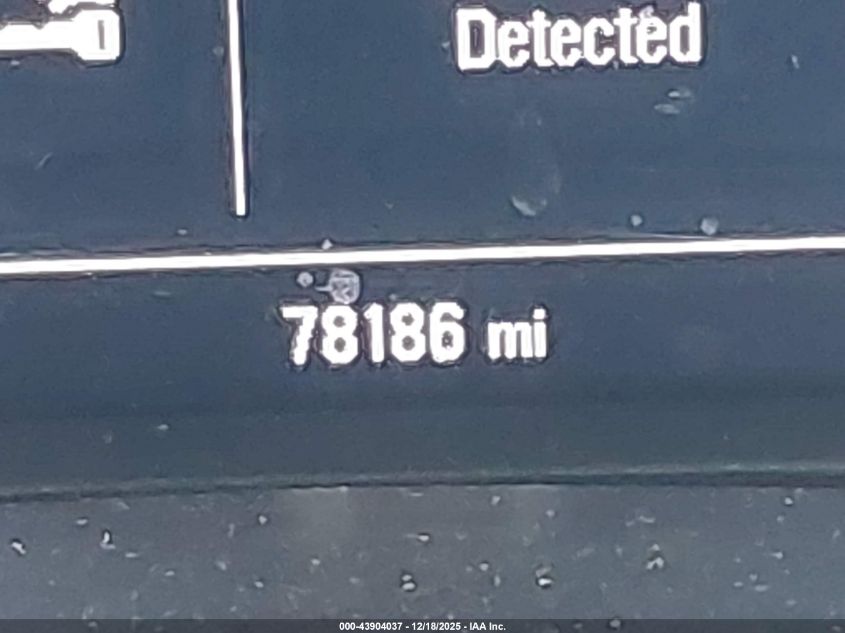 Detected
78186 mi
000-43904037 - 12/18/2025 - IAA Inc.